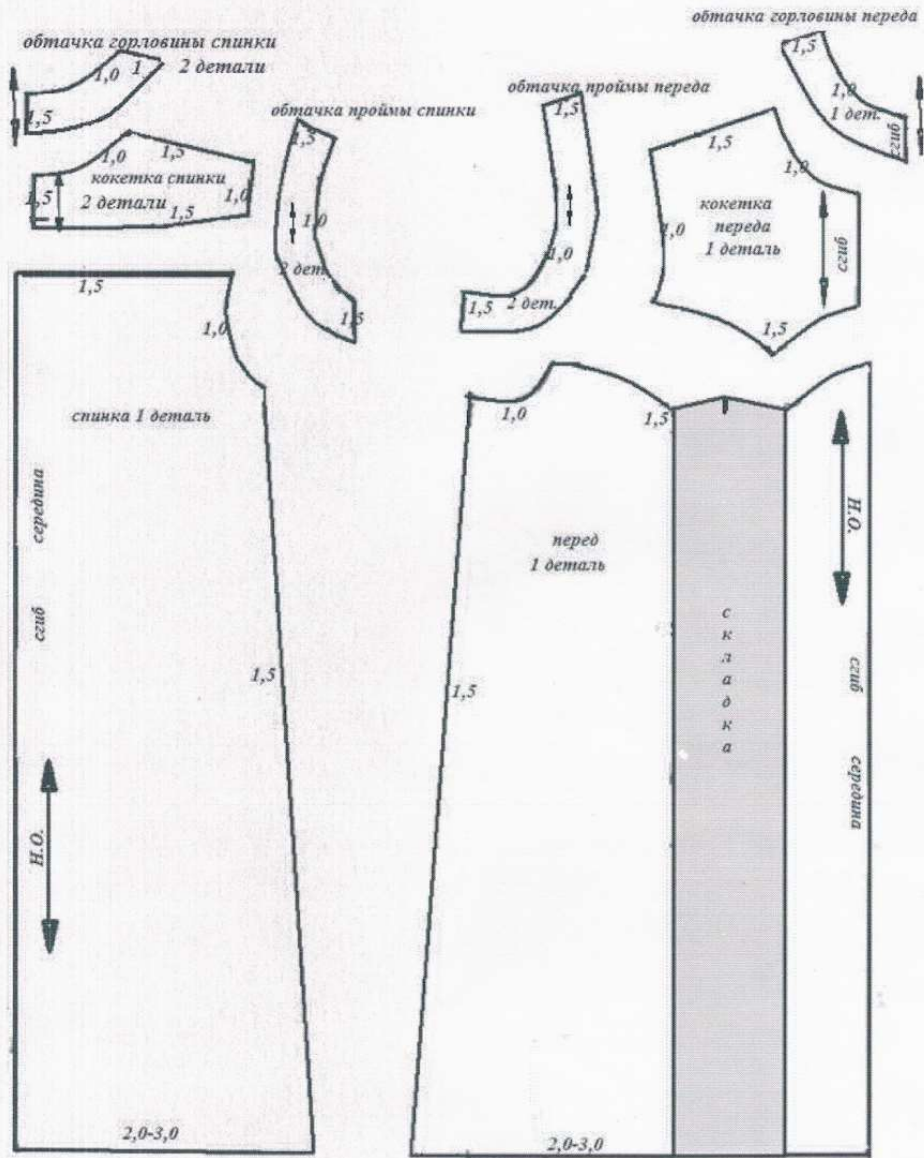 обтачка горловины спинки
2 детали
1,0
1
1,5
обтачка горловины переда
1,5
1,0
1 дет.
сгиб
обтачка проймы спинки
1,5
1,0
2 дет.
1,5
обтачка проймы переда
1,5
1,0
1,5
2 дет.
1,0
1,5
кокетка спинки
2 детали
1,5
1,0
1,5
1,5
1,0
кокетка
переда
1 деталь
1,0
сгиб
1,5
1,5
1,0
спинка 1 деталь
середина
сгиб
1,5
Н.О.
2,0-3,0
1,0
1,5
перед
1 деталь
1,5
складка
Н.О.
сгиб
середина
2,0-3,0